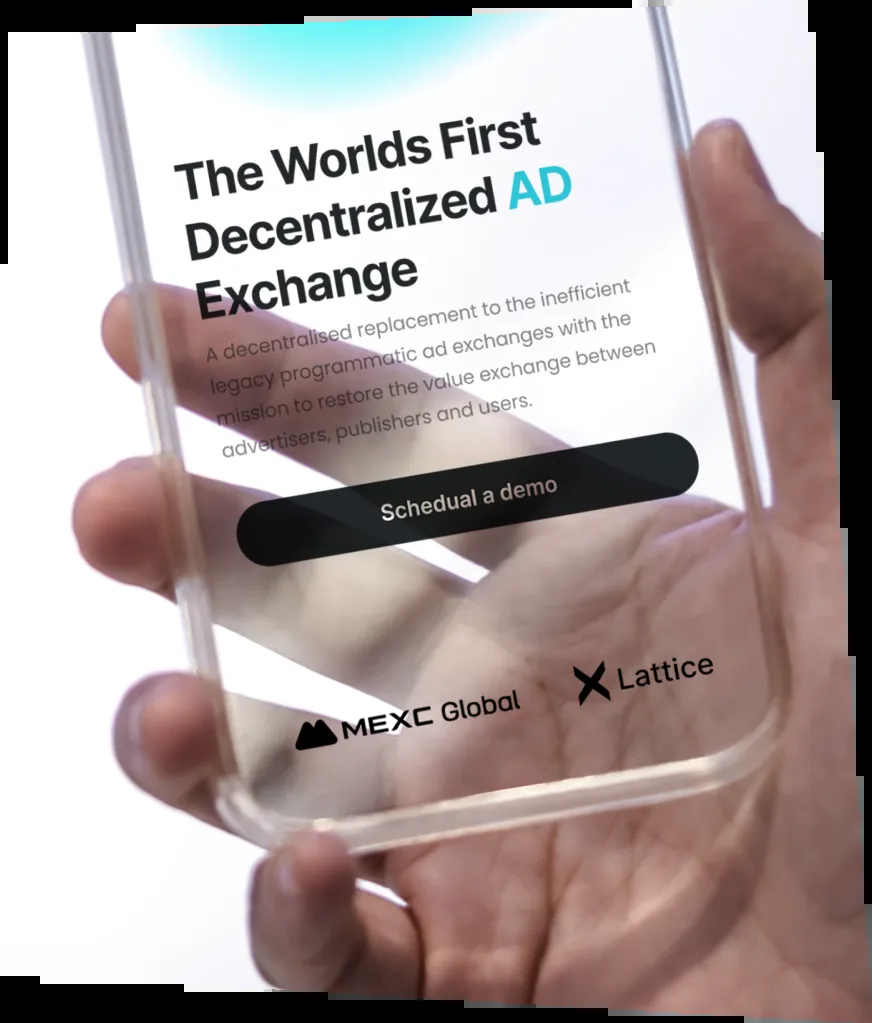 The Worlds First
Decentralized AD
Exchange
A decentralised replacement to the inefficient
legacy programmatic ad exchanges with the
mission to restore the value exchange between
advertisers, publishers and users.
Schedual a demo
MEXC Global
Lattice